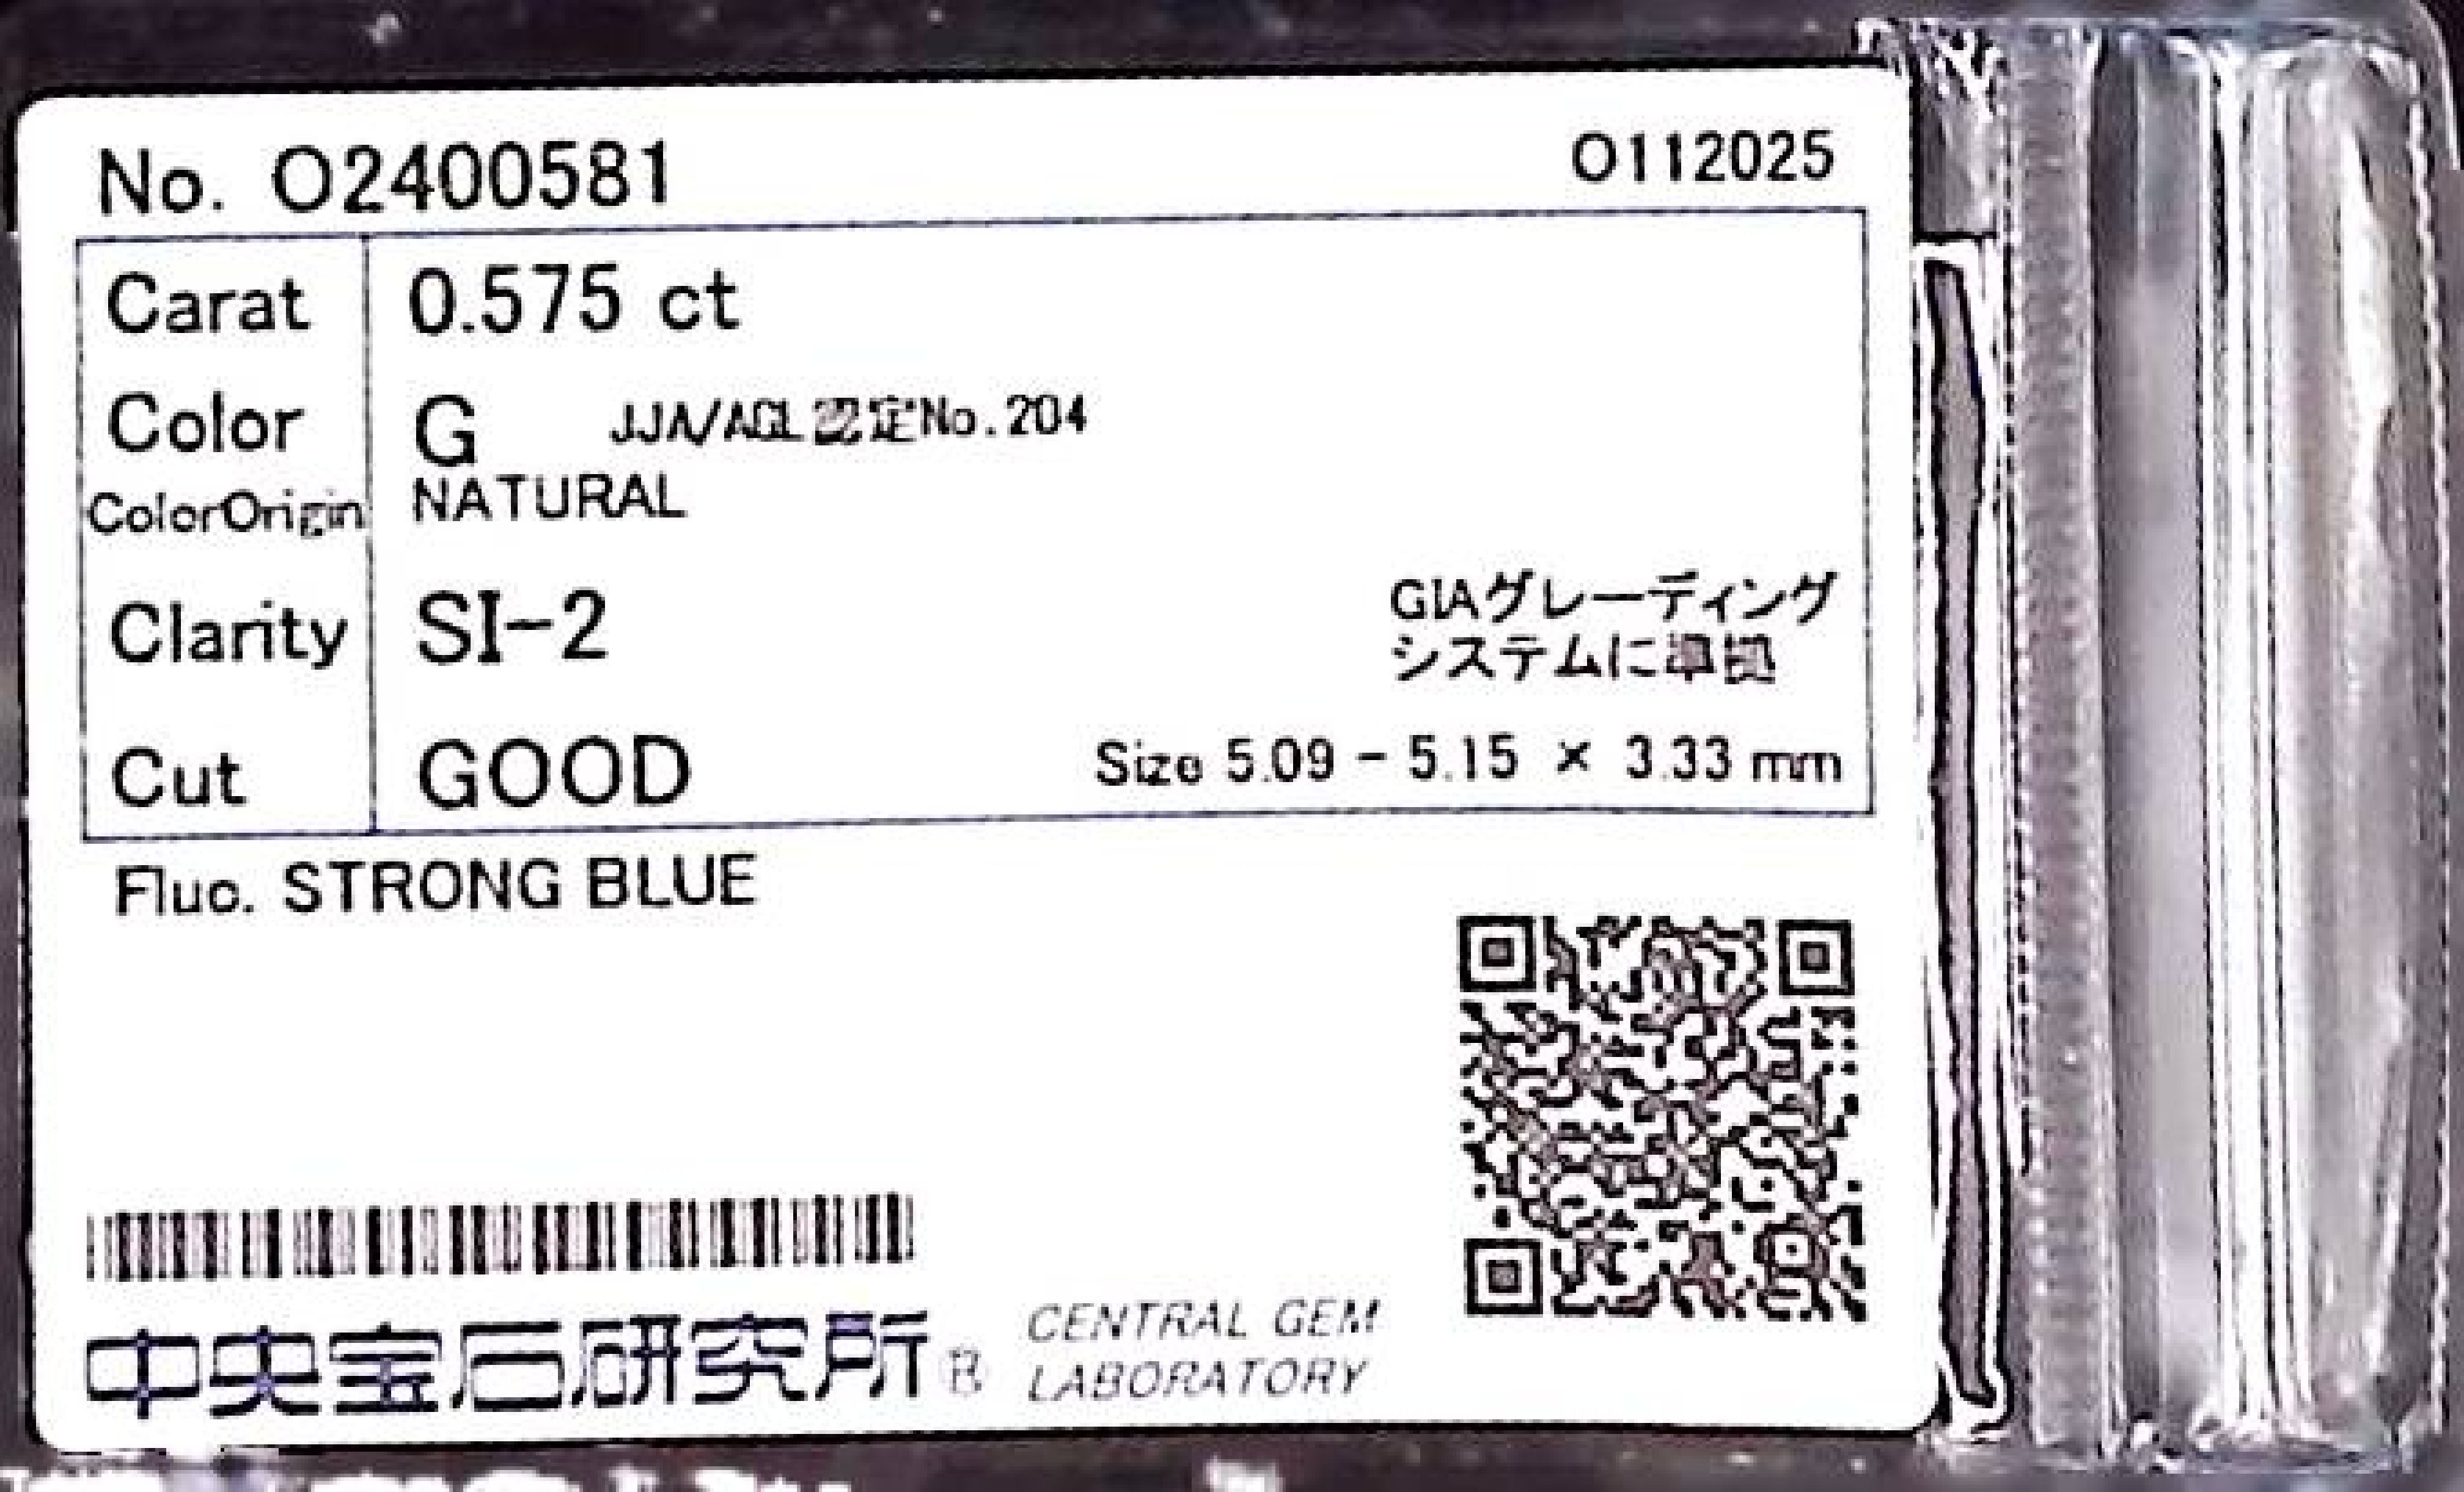 No. O2400581
O112025
Carat 0.575 ct
Color G JJA/AGL認定No.204
ColorOrigin NATURAL
Clarity SI-2
GIAグレーディング
システムに準拠
Cut GOOD Size 5.09 - 5.15 × 3.33 mm
Fluo. STRONG BLUE
中央宝石研究所® CENTRAL GEM
LABORATORY